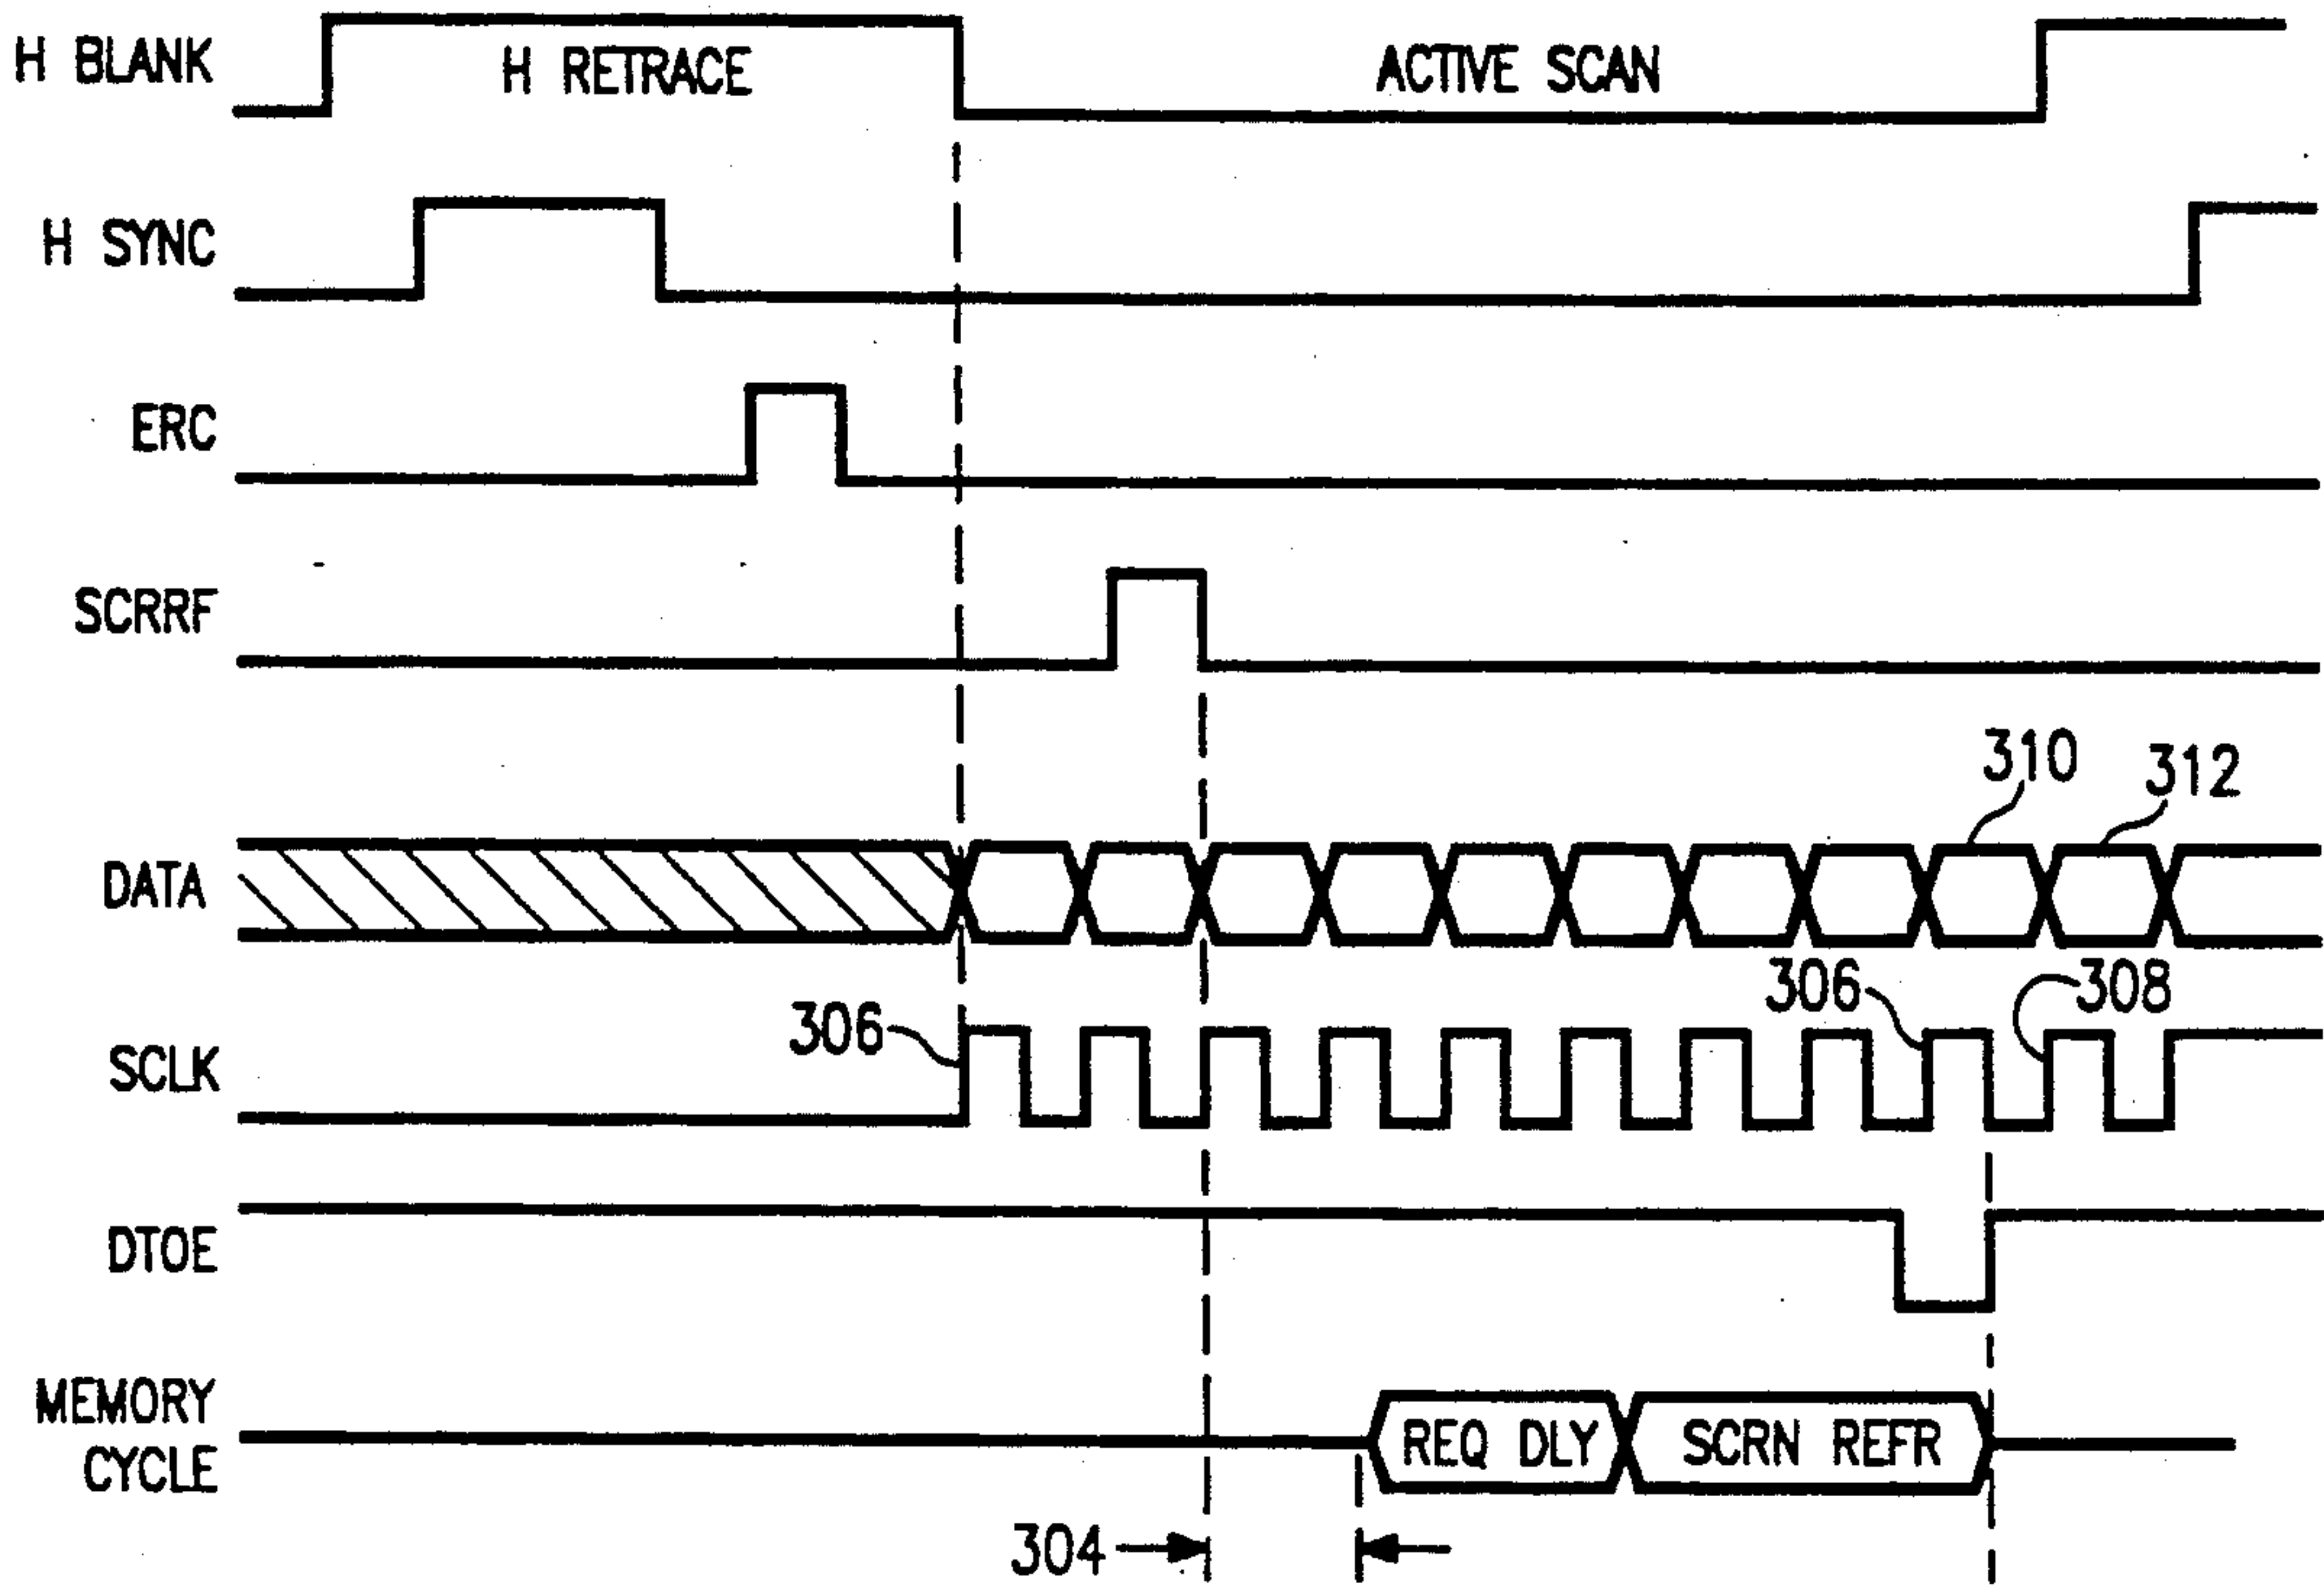 H BLANK
H RETRACE
ACTIVE SCAN
H SYNC
ERC
SCRRF
310
312
DATA
306
308
306
SCLK
DTOE
MEMORY
CYCLE
REQ DLY
SCRN REFR
304